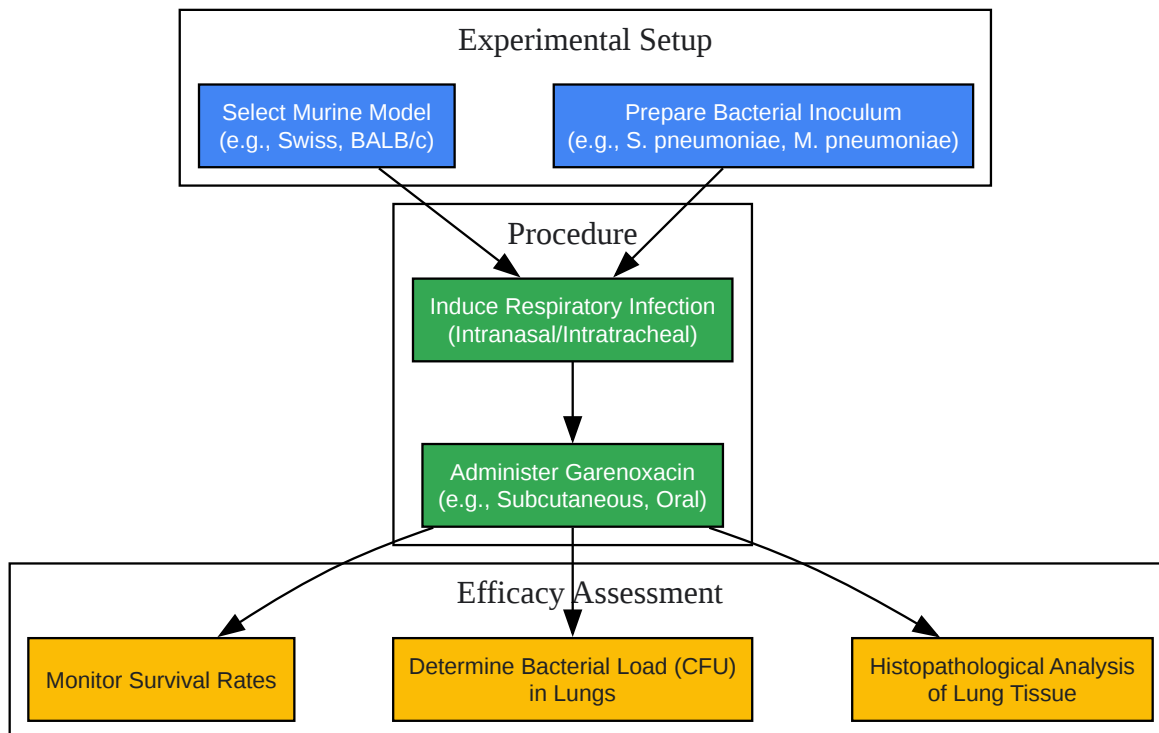 Experimental Setup
Select Murine Model
(e.g., Swiss, BALB/c)
Prepare Bacterial Inoculum
(e.g., S. pneumoniae, M. pneumoniae)
Procedure
Induce Respiratory Infection
(Intranasal/Intratracheal)
Administer Garenoxacin
(e.g., Subcutaneous, Oral)
Efficacy Assessment
Monitor Survival Rates
Determine Bacterial Load (CFU)
in Lungs
Histopathological Analysis
of Lung Tissue